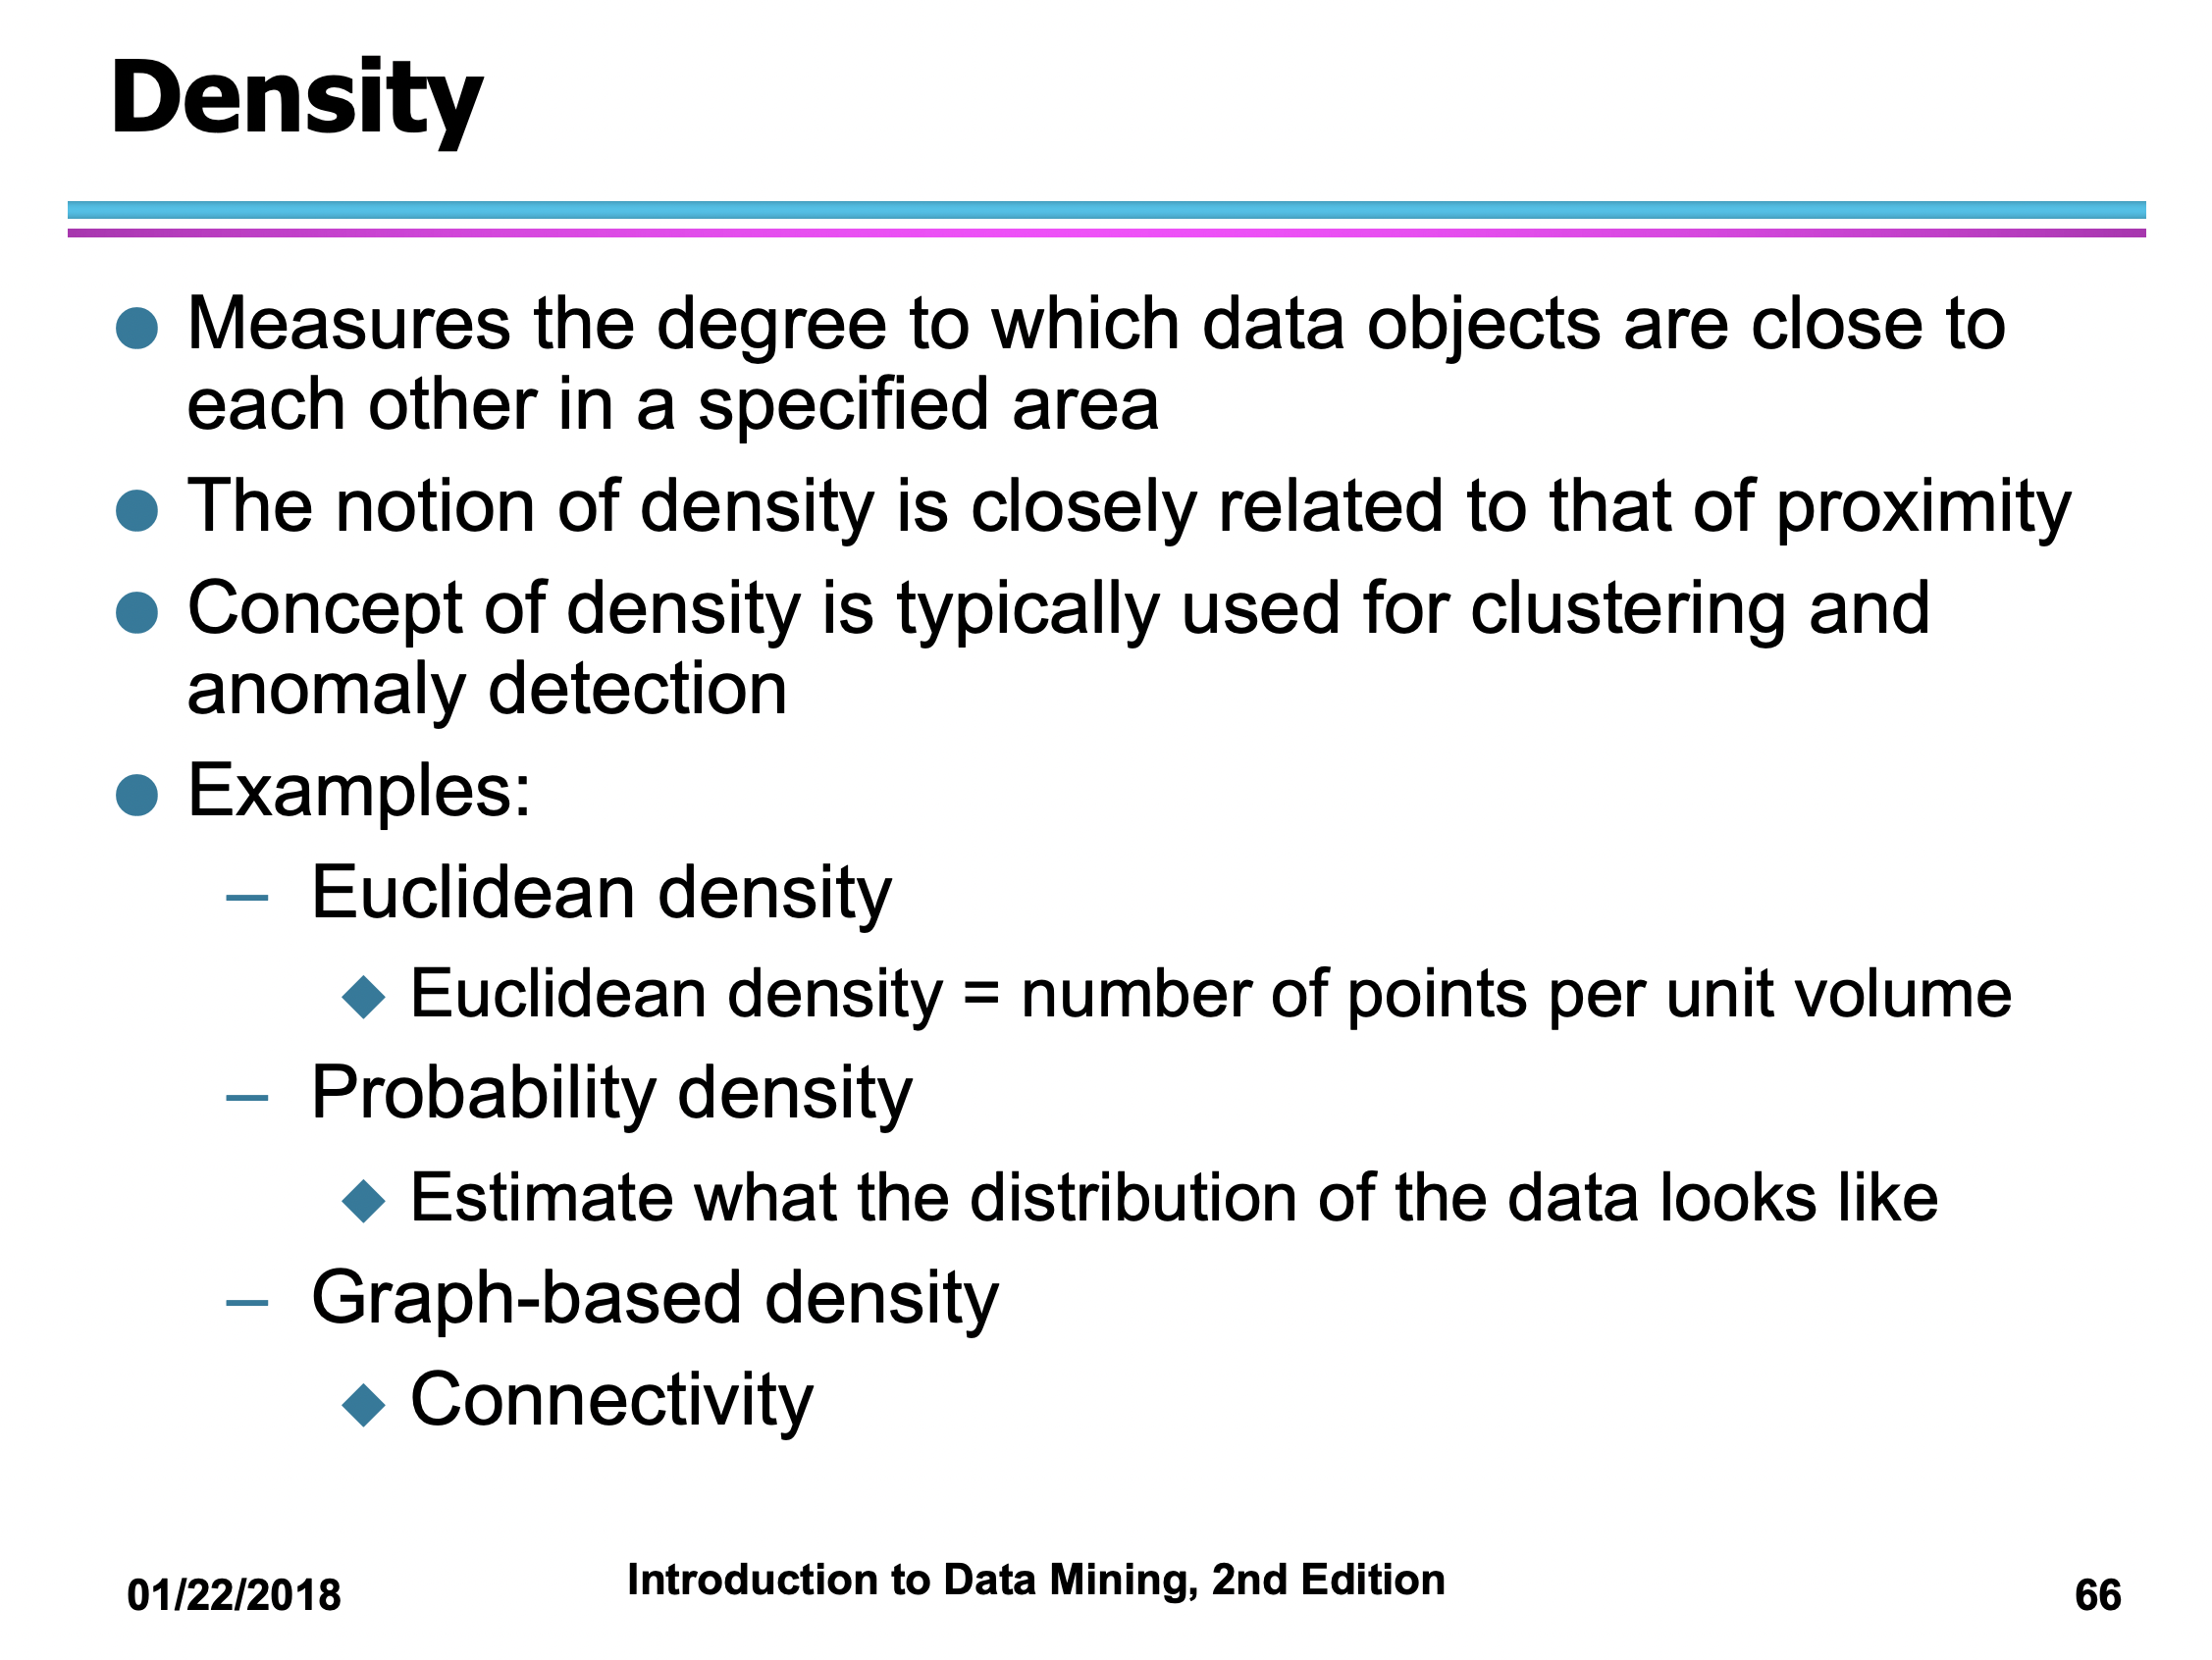 Density
Measures the degree to which data objects are close to
each other in a specified area
The notion of density is closely related to that of proximity
Concept of density is typically used for clustering and
anomaly detection
Examples:
– Euclidean density
Euclidean density = number of points per unit volume
– Probability density
Estimate what the distribution of the data looks like
– Graph-based density
Connectivity
01/22/2018
Introduction to Data Mining, 2nd Edition
66